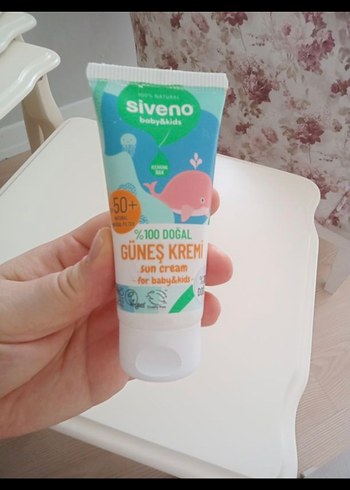 100% NATURAL
siveno
baby&kids
50+
%100 DOĞAL
GÜNEŞ KREMİ
sun cream
- for baby&kids -